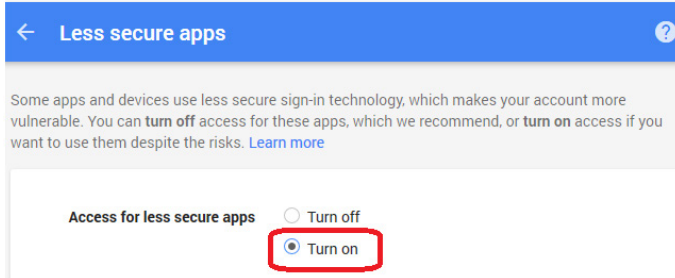 Less secure apps
Some apps and devices use less secure sign-in technology, which makes your account more
vulnerable. You can turn off access for these apps, which we recommend, or turn on access if you
want to use them despite the risks. Learn more
Access for less secure apps
Turn off
Turn on